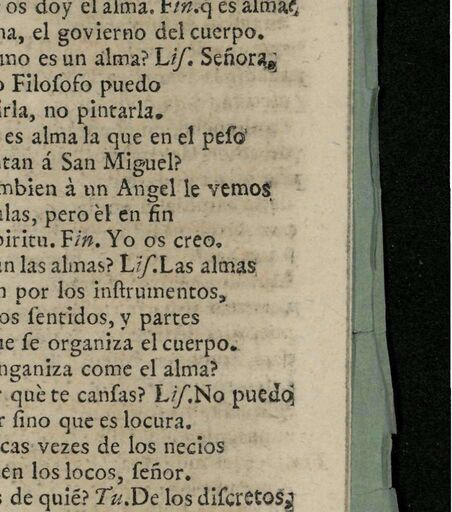 os doy el alma. Fin.q es alma?
na, el govierno del cuerpo.
mo es un alma? Liſ. Señora,
o Filoſofo puedo
irla, no pintarla.
es alma la que en el peſo
ntan á San Miguel?
mbien à un Angel le vemos
alas, pero èl en fin
piritu. Fin. Yo os creo.
an las almas? Liſ.Las almas
n por los inſtrumentos,
os ſentidos, y partes
ue ſe organiza el cuerpo.
nganiza come el alma?
r què te canſas? Liſ.No puedo
r ſino que es locura.
cas vezes de los necios
en los locos, ſeñor.
s de quiẽ? Tu.De los diſcretos,